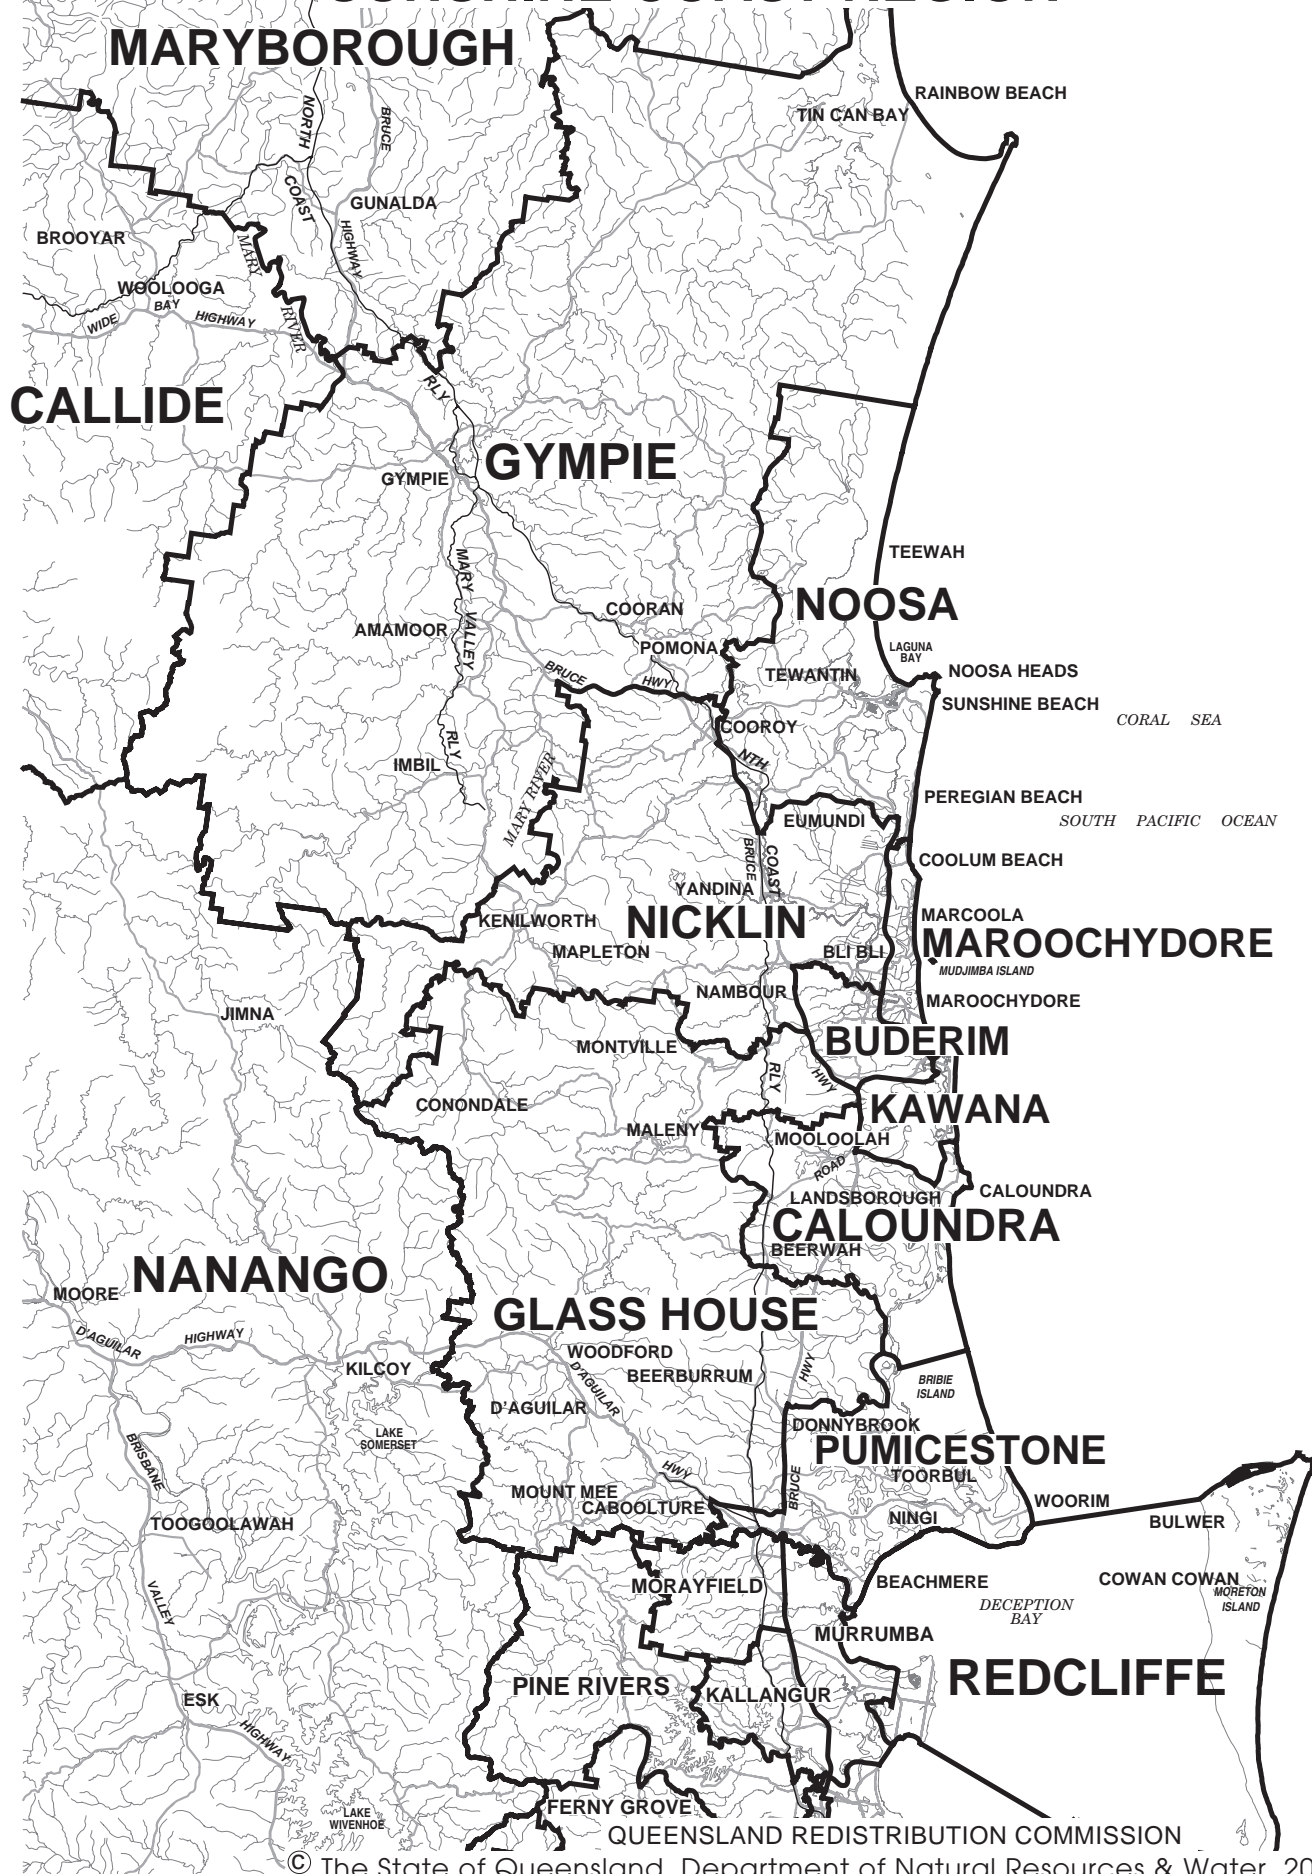 SUNSHINE COAST REGION
MARYBOROUGH
RAINBOW BEACH
TIN CAN BAY
NORTH
BRUCE
COAST
GUNALDA
HIGHWAY
BROOYAR
MARY
WOOLOOGA
BAY
WIDE
HIGHWAY
RIVER
CALLIDE
RLY
GYMPIE
GYMPIE
TEEWAH
MARY
NOOSA
COORAN
AMAMOOR
VALLEY
POMONA
LAGUNA
BAY
BRUCE
HWY
TEWANTIN
NOOSA HEADS
SUNSHINE BEACH
CORAL SEA
COOROY
RLY
NTH
IMBIL
MARY RIVER
PEREGIAN BEACH
EUMUNDI
SOUTH PACIFIC OCEAN
BRUCE
COAST
COOLUM BEACH
YANDINA
KENILWORTH
NICKLIN
MARCOOLA
MAROOCHYDORE
MAPLETON
BLI BLI
MUDJIMBA ISLAND
NAMBOUR
MAROOCHYDORE
JIMNA
MONTVILLE
BUDERIM
RLY
HWY
CONONDALE
KAWANA
MALENY
MOOLOOLAH
ROAD
LANDSBOROUGH
CALOUNDRA
CALOUNDRA
BEERWAH
NANANGO
MOORE
GLASS HOUSE
D'AGUILAR
HIGHWAY
WOODFORD
KILCOY
BEERBURRUM
D'AGUILAR
HWY
BRIBIE
ISLAND
D'AGUILAR
DONNYBROOK
LAKE
SOMERSET
PUMICESTONE
BRISBANE
HWY
TOORBUL
BRUCE
MOUNT MEE
CABOOLTURE
WOORIM
NINGI
BULWER
TOOGOOLAWAH
MORAYFIELD
BEACHMERE
COWAN COWAN
MORETON
ISLAND
VALLEY
DECEPTION
BAY
MURRUMBA
REDCLIFFE
PINE RIVERS
KALLANGUR
ESK
HIGHWAY
LAKE
WIVENHOE
FERNY GROVE
QUEENSLAND REDISTRIBUTION COMMISSION
© The State of Queensland, Department of Natural Resources & Water, 20